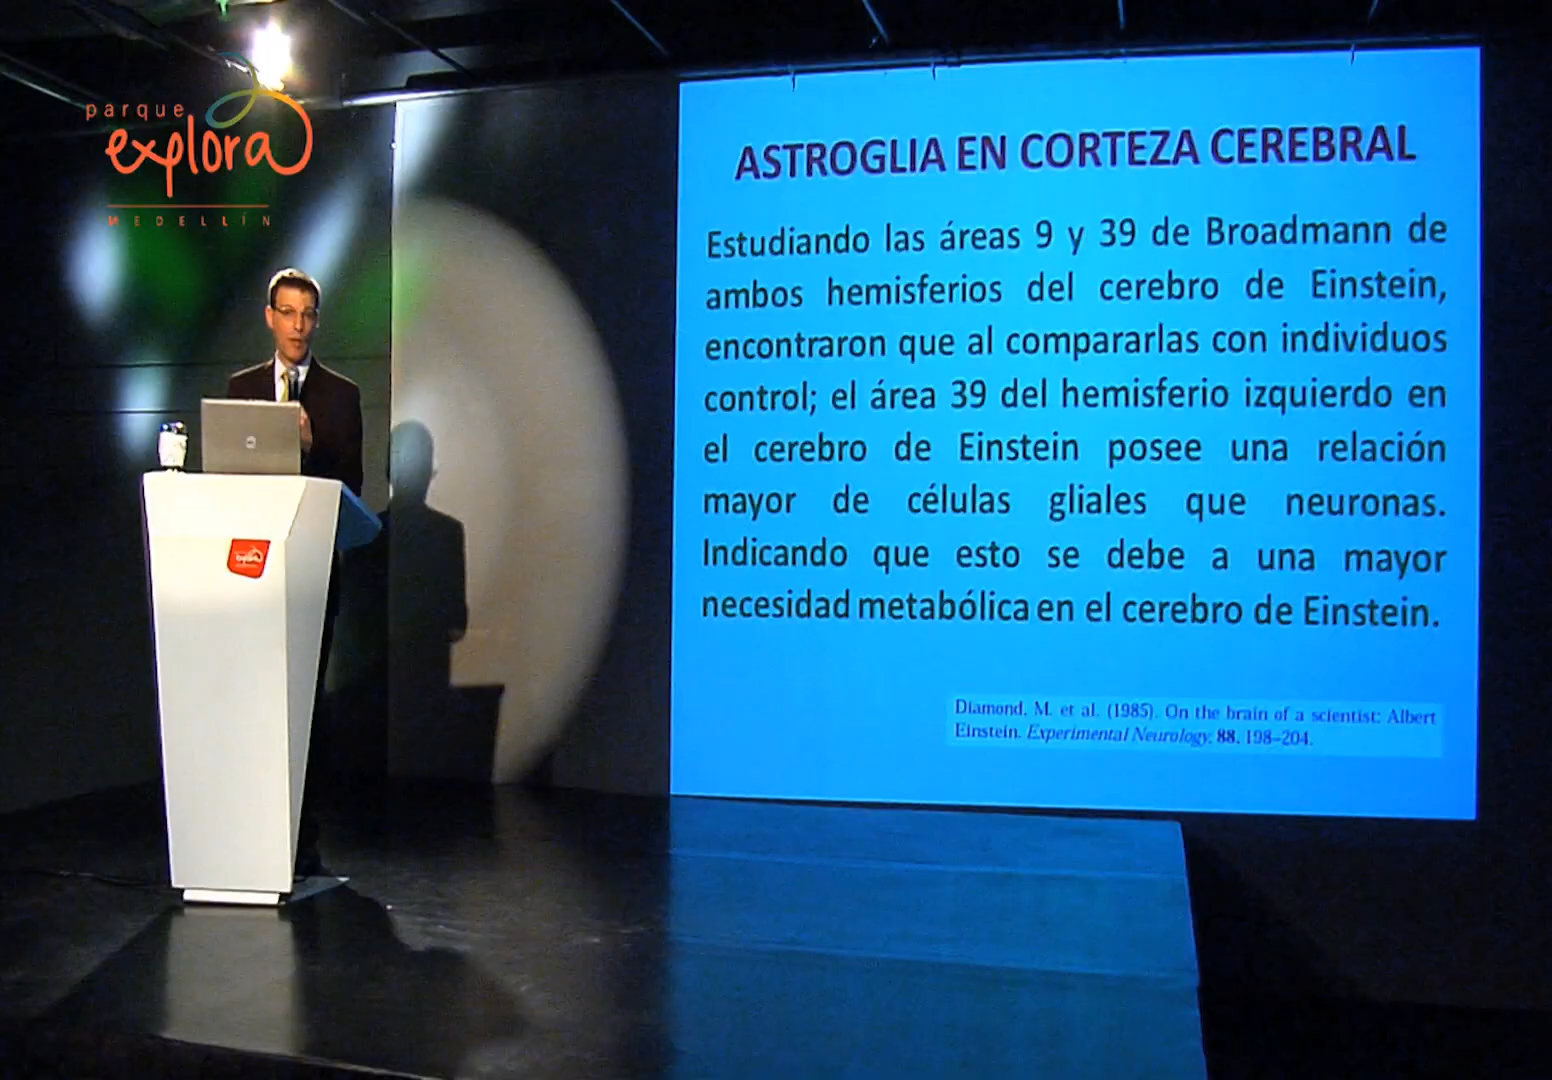 parque
explora
MEDELLÍN
ASTROGLIA EN CORTEZA CEREBRAL
Estudiando las áreas 9 y 39 de Broadmann de
ambos hemisferios del cerebro de Einstein,
encontraron que al compararlas con individuos
control; el área 39 del hemisferio izquierdo en
el cerebro de Einstein posee una relación
mayor de células gliales que neuronas.
Indicando que esto se debe a una mayor
necesidad metabólica en el cerebro de Einstein.
Diamond, M. et al. (1985). On the brain of a scientist: Albert
Einstein. Experimental Neurology, 88, 198–204.
explora